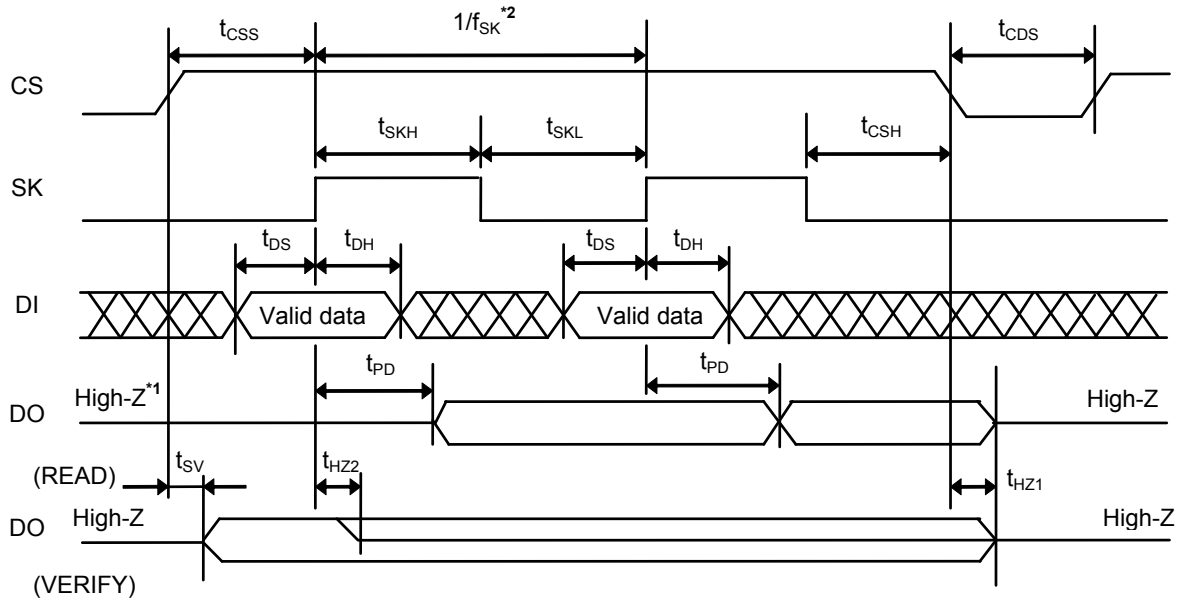 tCSS 1/fSK*2 tCDS
CS
tSKH tSKL tCSH
SK
tDS tDH tDS tDH
DI Valid data Valid data
tPD tPD
DO High-Z*1 High-Z
(READ) tSV tHZ2 tHZ1
DO High-Z High-Z
(VERIFY)